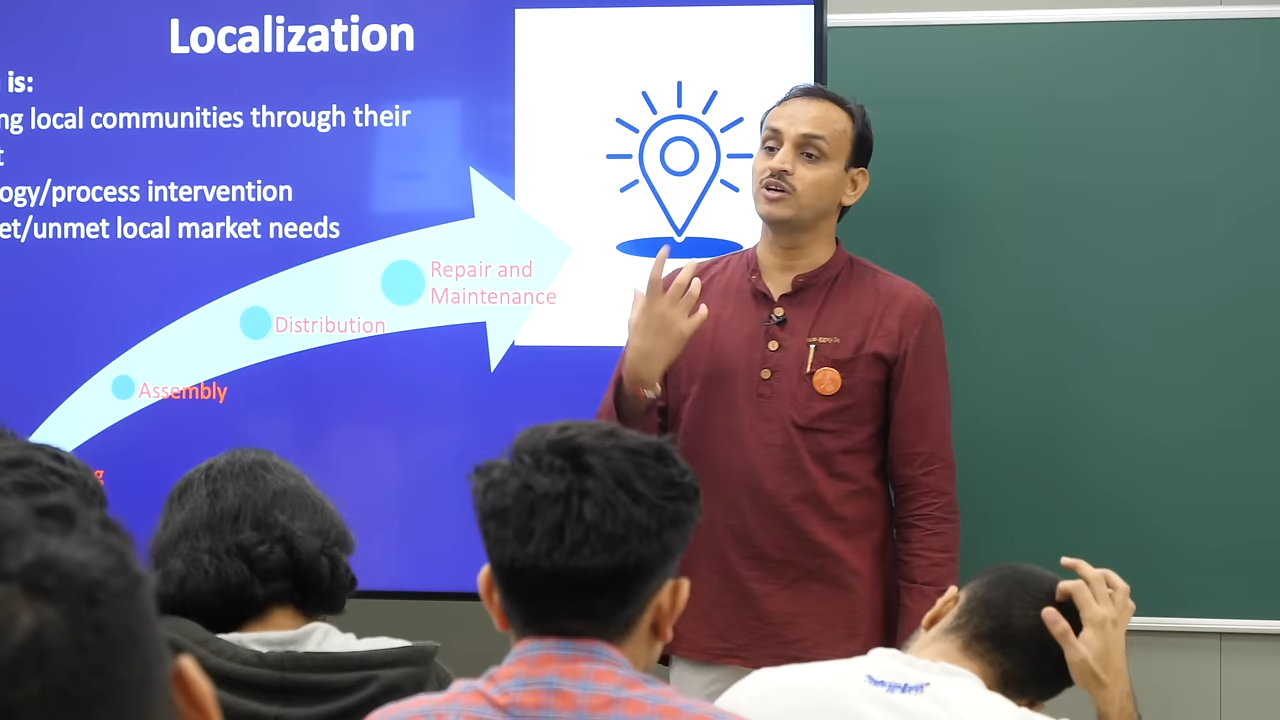 Localization
is:
ng local communities through their
t
ogy/process intervention
et/unmet local market needs
Repair and
Maintenance
Distribution
Assembly
g